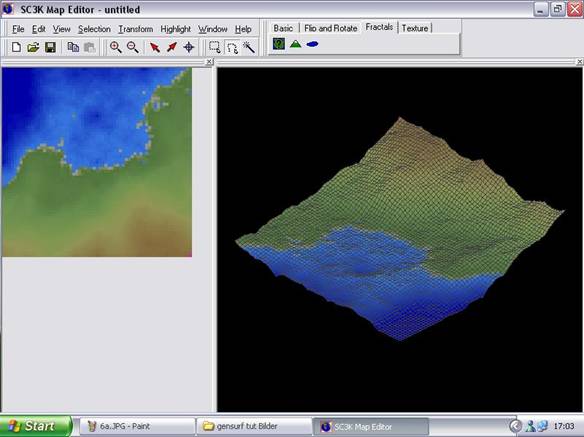 SC3K Map Editor - untitled
File Edit View Selection Transform Highlight Window Help
Basic Flip and Rotate Fractals Texture
Start 6a.JPG - Paint gensurf tut Bilder SC3K Map Editor 17:03